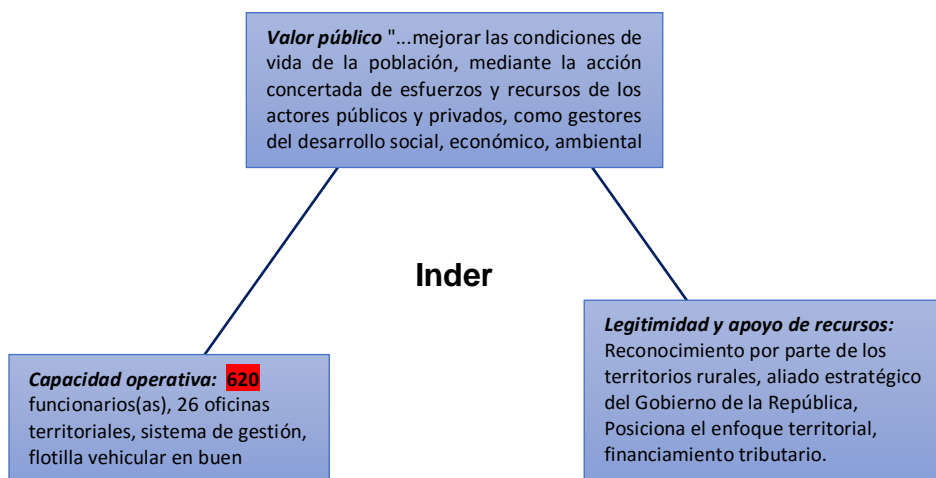 Valor público "...mejorar las condiciones de
vida de la población, mediante la acción
concertada de esfuerzos y recursos de los
actores públicos y privados, como gestores
del desarrollo social, económico, ambiental
Inder
Legitimidad y apoyo de recursos:
Reconocimiento por parte de los
territorios rurales, aliado estratégico
del Gobierno de la República,
Posiciona el enfoque territorial,
financiamiento tributario.
Capacidad operativa: 620
funcionarios(as), 26 oficinas
territoriales, sistema de gestión,
flotilla vehicular en buen